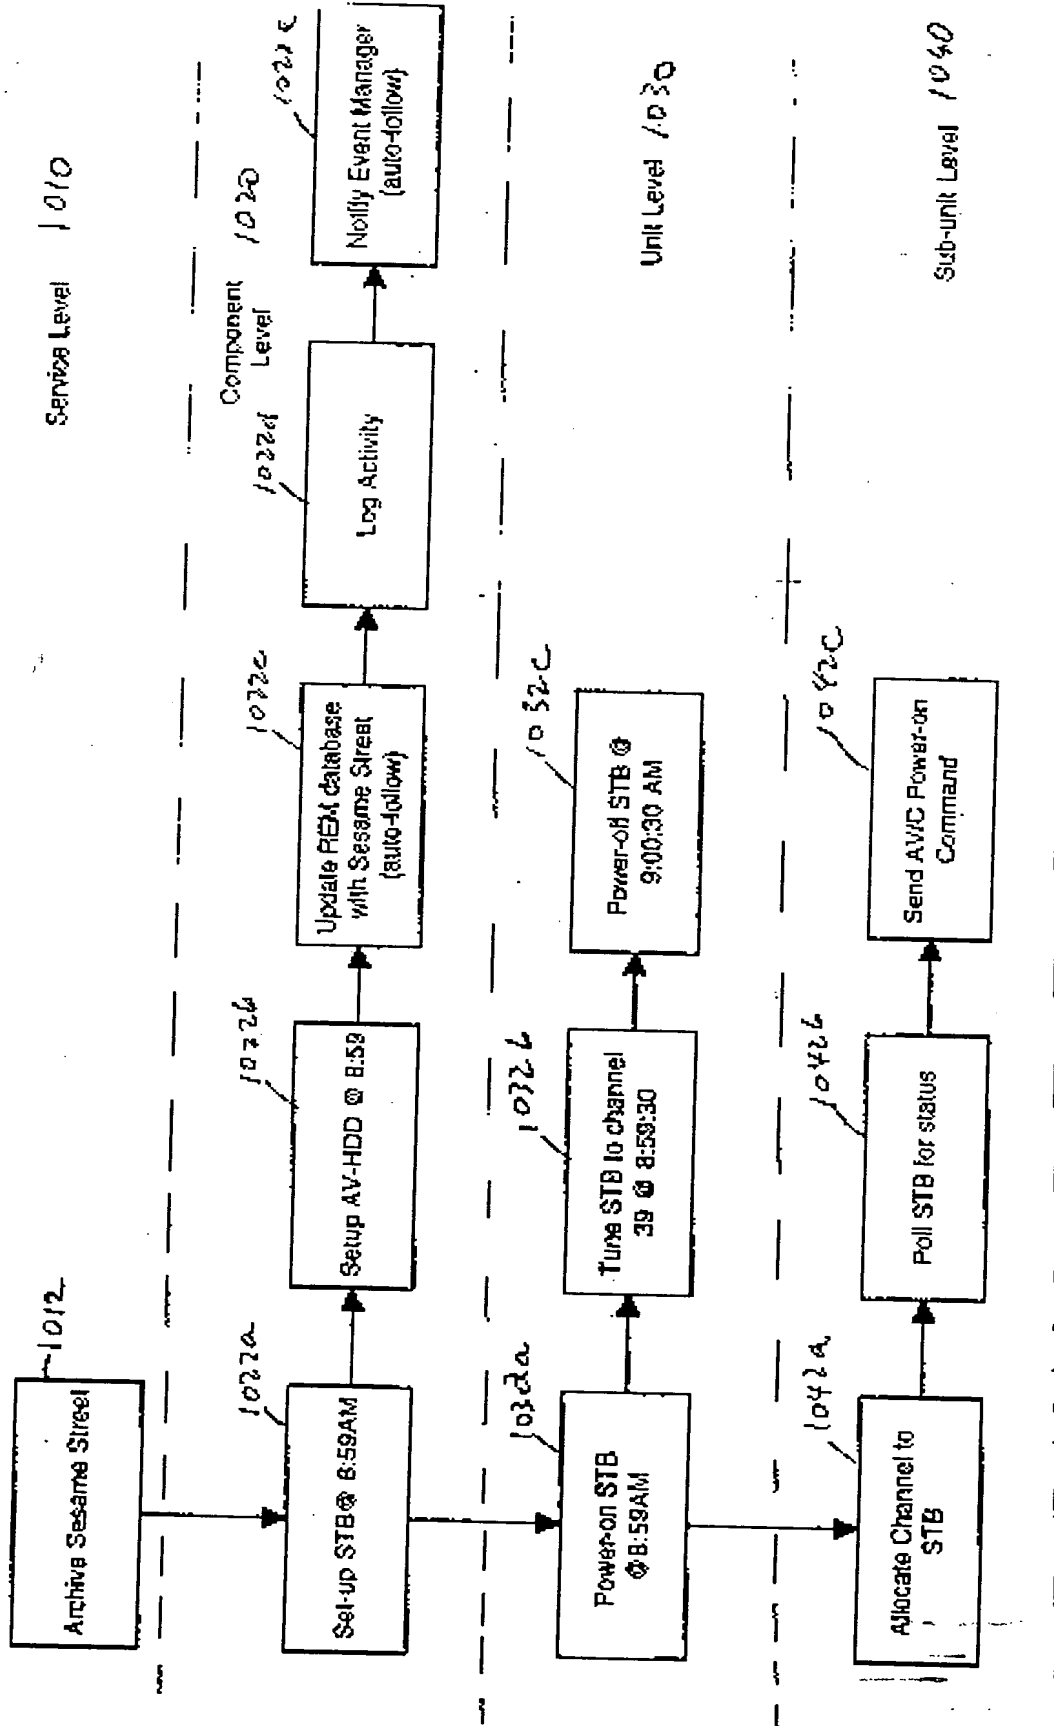 Service Level 1010
Archive Sesame Street
1012
Component
Level
1020
Set-up STB@ 8:59AM
1022a
Setup AV-HDD @ 8:59
1022b
Update REM database
with Sesame Street
(auto-follow)
1022c
Log Activity
1022d
Notify Event Manager
(auto-follow)
1022e
Unit Level 1030
Power-on STB
@ 8:59AM
1032a
Tune STB to channel
39 @ 8:59:30
1032b
Power-off STB @
9:00:30 AM
1032c
Sub-unit Level 1040
Allocate Channel to
STB
1042a
Poll STB for status
1042b
Send AV/C Power-on
Command
1042c